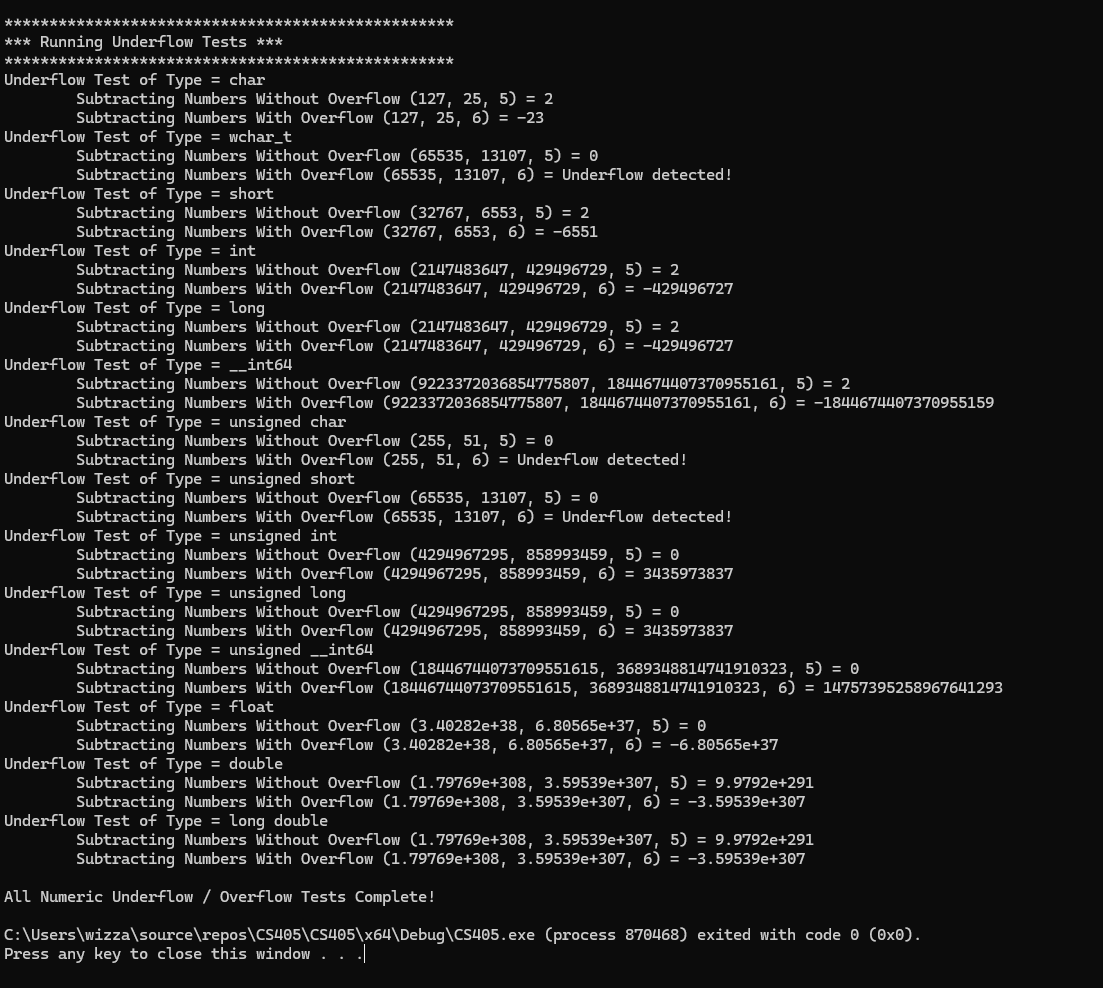 **************************************************
*** Running Underflow Tests ***
**************************************************
Underflow Test of Type = char
Subtracting Numbers Without Overflow (127, 25, 5) = 2
Subtracting Numbers With Overflow (127, 25, 6) = -23
Underflow Test of Type = wchar_t
Subtracting Numbers Without Overflow (65535, 13107, 5) = 0
Subtracting Numbers With Overflow (65535, 13107, 6) = Underflow detected!
Underflow Test of Type = short
Subtracting Numbers Without Overflow (32767, 6553, 5) = 2
Subtracting Numbers With Overflow (32767, 6553, 6) = -6551
Underflow Test of Type = int
Subtracting Numbers Without Overflow (2147483647, 429496729, 5) = 2
Subtracting Numbers With Overflow (2147483647, 429496729, 6) = -429496727
Underflow Test of Type = long
Subtracting Numbers Without Overflow (2147483647, 429496729, 5) = 2
Subtracting Numbers With Overflow (2147483647, 429496729, 6) = -429496727
Underflow Test of Type = __int64
Subtracting Numbers Without Overflow (9223372036854775807, 1844674407370955161, 5) = 2
Subtracting Numbers With Overflow (9223372036854775807, 1844674407370955161, 6) = -1844674407370955159
Underflow Test of Type = unsigned char
Subtracting Numbers Without Overflow (255, 51, 5) = 0
Subtracting Numbers With Overflow (255, 51, 6) = Underflow detected!
Underflow Test of Type = unsigned short
Subtracting Numbers Without Overflow (65535, 13107, 5) = 0
Subtracting Numbers With Overflow (65535, 13107, 6) = Underflow detected!
Underflow Test of Type = unsigned int
Subtracting Numbers Without Overflow (4294967295, 858993459, 5) = 0
Subtracting Numbers With Overflow (4294967295, 858993459, 6) = 3435973837
Underflow Test of Type = unsigned long
Subtracting Numbers Without Overflow (4294967295, 858993459, 5) = 0
Subtracting Numbers With Overflow (4294967295, 858993459, 6) = 3435973837
Underflow Test of Type = unsigned __int64
Subtracting Numbers Without Overflow (18446744073709551615, 3689348814741910323, 5) = 0
Subtracting Numbers With Overflow (18446744073709551615, 3689348814741910323, 6) = 14757395258967641293
Underflow Test of Type = float
Subtracting Numbers Without Overflow (3.40282e+38, 6.80565e+37, 5) = 0
Subtracting Numbers With Overflow (3.40282e+38, 6.80565e+37, 6) = -6.80565e+37
Underflow Test of Type = double
Subtracting Numbers Without Overflow (1.79769e+308, 3.59539e+307, 5) = 9.9792e+291
Subtracting Numbers With Overflow (1.79769e+308, 3.59539e+307, 6) = -3.59539e+307
Underflow Test of Type = long double
Subtracting Numbers Without Overflow (1.79769e+308, 3.59539e+307, 5) = 9.9792e+291
Subtracting Numbers With Overflow (1.79769e+308, 3.59539e+307, 6) = -3.59539e+307
All Numeric Underflow / Overflow Tests Complete!
C:\Users\wizza\source\repos\CS405\CS405\x64\Debug\CS405.exe (process 870468) exited with code 0 (0x0).
Press any key to close this window . . .